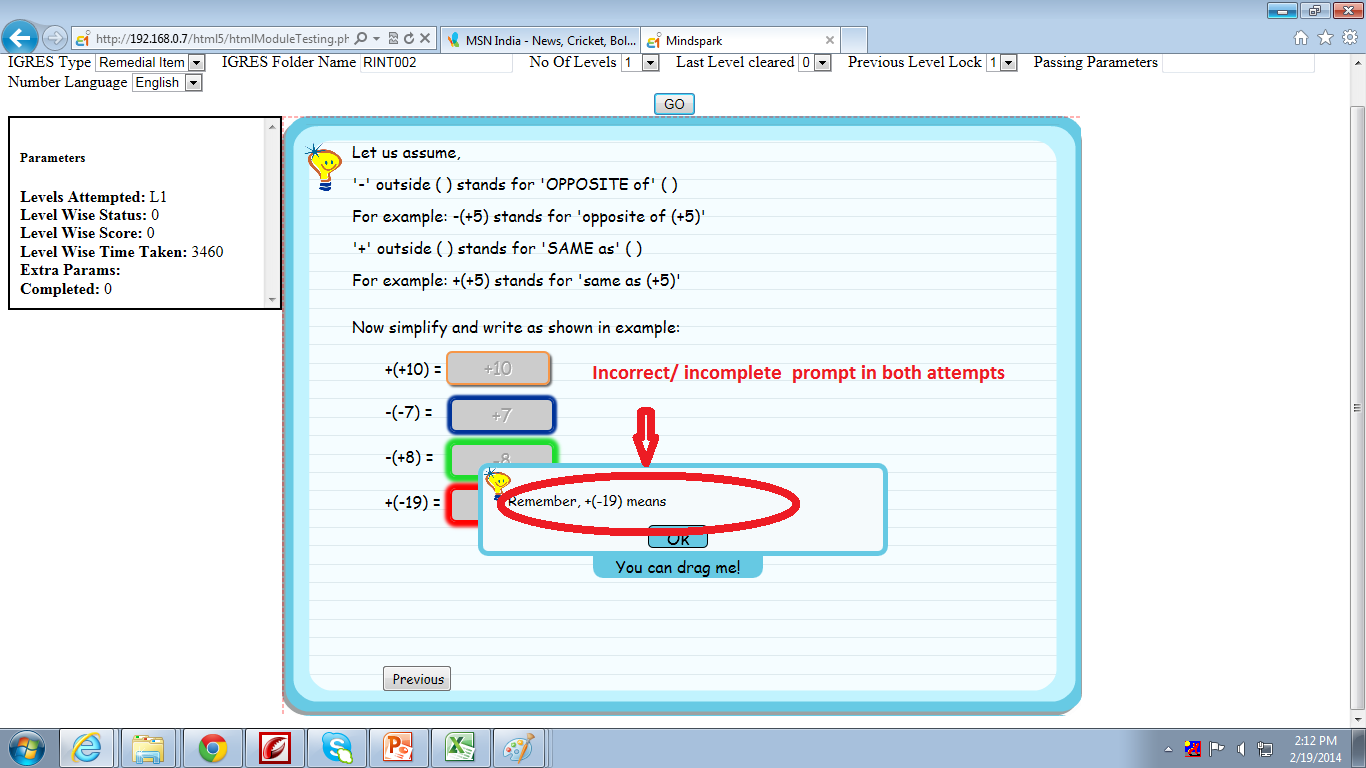 http://192.168.0.7/html5/htmlModuleTesting.ph
MSN India - News, Cricket, Bol...
Mindspark
IGRES Type Remedial Item IGRES Folder Name RINT002 No Of Levels 1 Last Level cleared 0 Previous Level Lock 1 Passing Parameters
Number Language English
GO
Parameters
Levels Attempted: L1
Level Wise Status: 0
Level Wise Score: 0
Level Wise Time Taken: 3460
Extra Params:
Completed: 0
Let us assume,
'-' outside ( ) stands for 'OPPOSITE of' ( )
For example: -(+5) stands for 'opposite of (+5)'
'+' outside ( ) stands for 'SAME as' ( )
For example: +(+5) stands for 'same as (+5)'
Now simplify and write as shown in example:
+(+10) = +10
Incorrect/ incomplete prompt in both attempts
-(-7) = +7
-(+8) = -8
+(-19) =
Remember, +(-19) means
Ok
You can drag me!
Previous
2:12 PM
2/19/2014